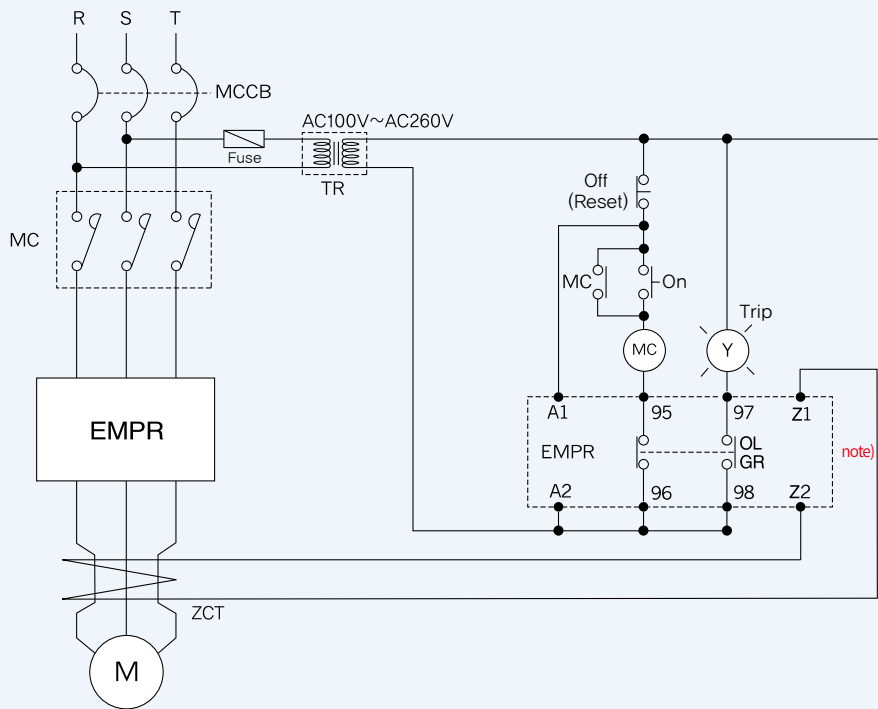 R S T
MCCB
AC100V~AC260V
Fuse
TR
Off
(Reset)
MC
MC
On
Trip
MC
Y
EMPR
A1
95
97
Z1
EMPR
OL
GR
note)
A2
96
98
Z2
ZCT
M